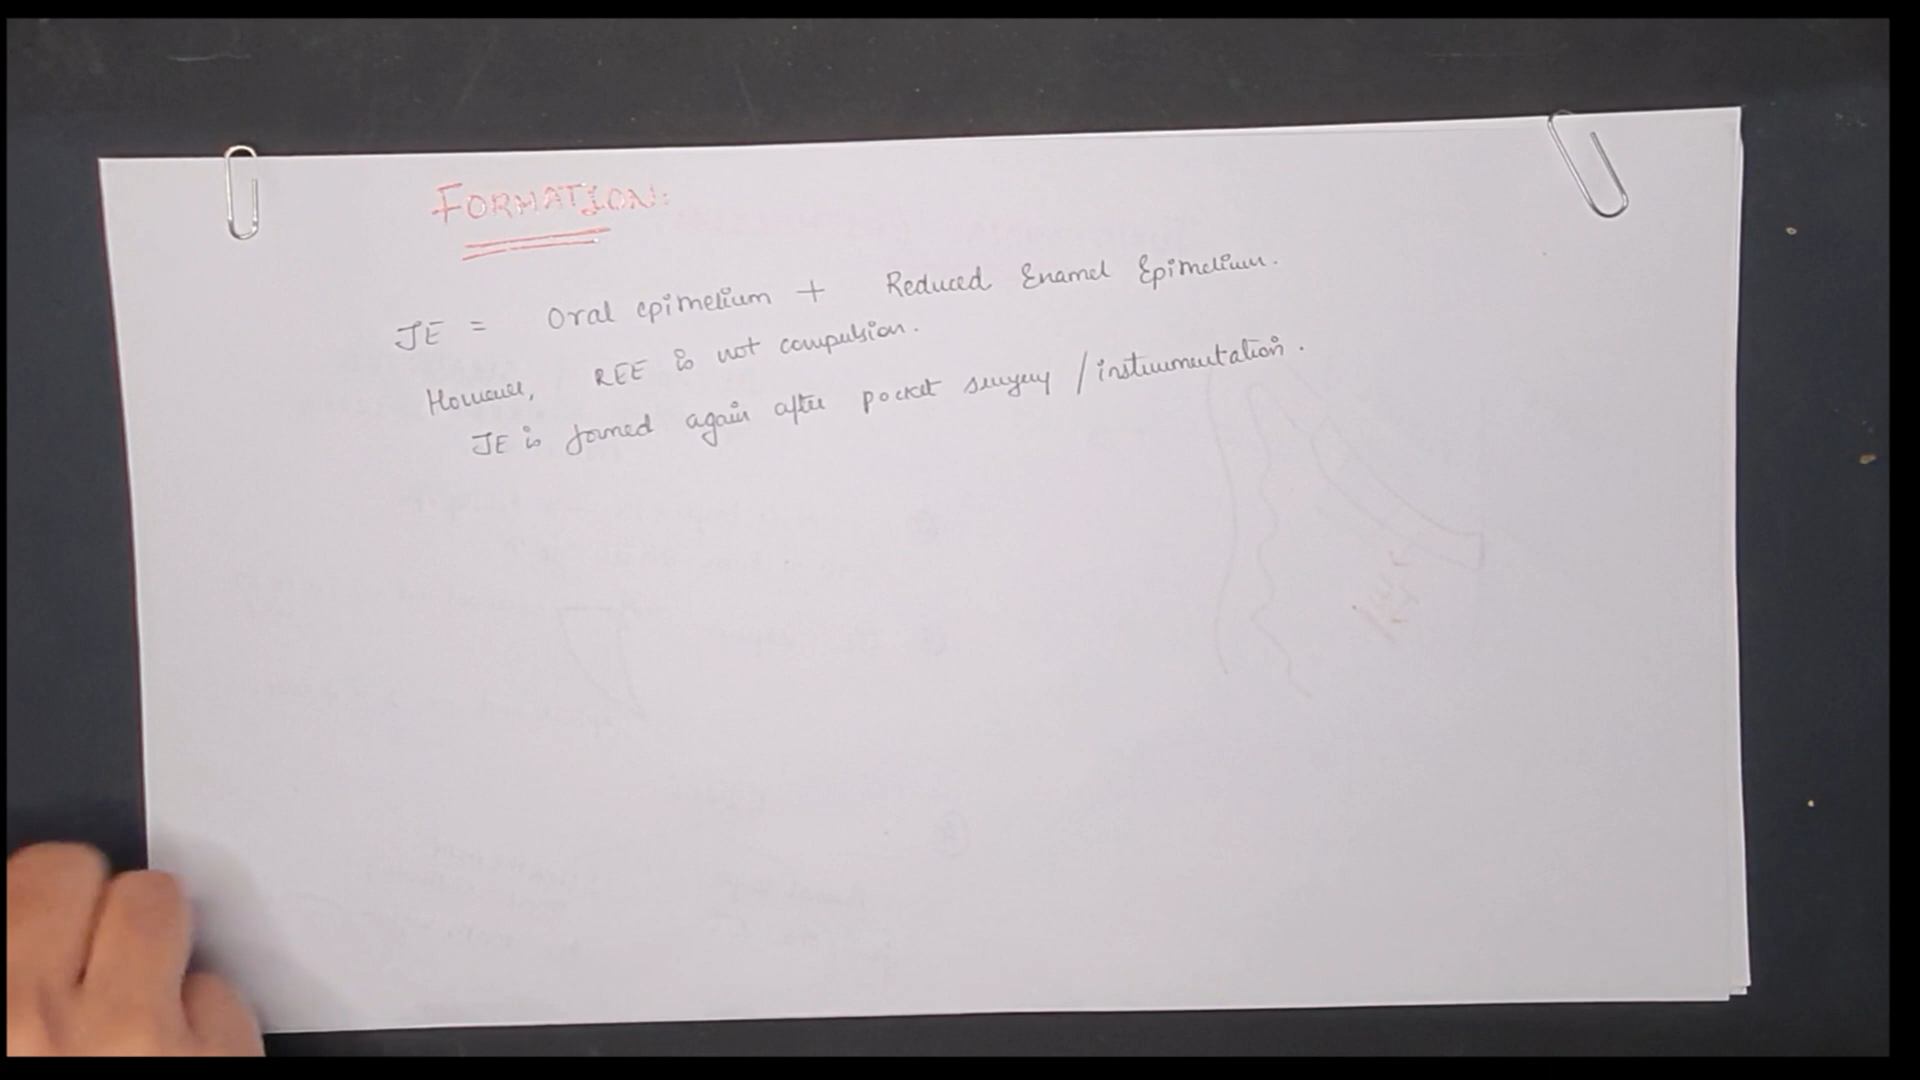 FORMATION:
JE = Oral epithelium + Reduced Enamel Epithelium.
However, REE is not compulsion.
JE is formed again after pocket surgery / instrumentation.